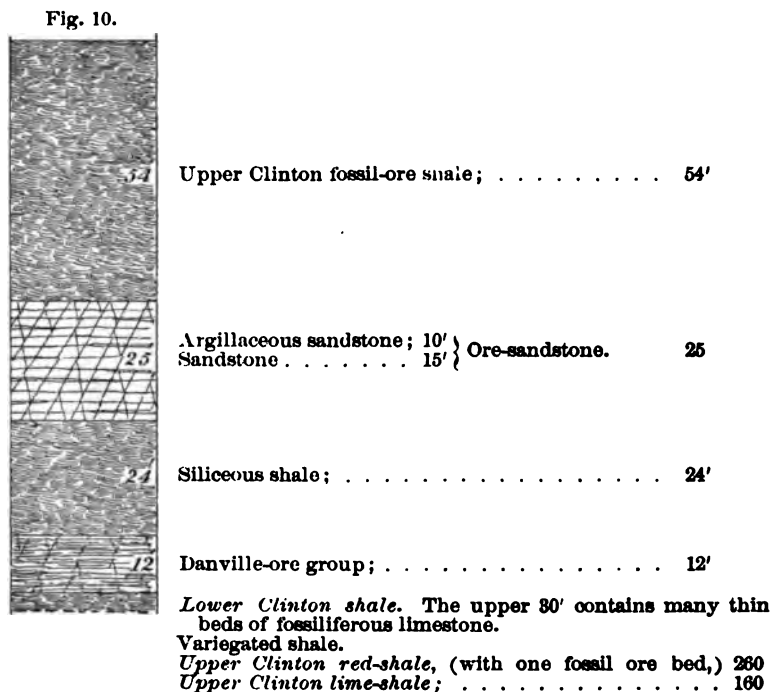 Fig. 10.
54 Upper Clinton fossil-ore shale; . . . . . . . . . 54'
Argillaceous sandstone; 10'
25 Sandstone . . . . . . . 15' } Ore-sandstone. 25
24 Siliceous shale; . . . . . . . . . . . . . . . . . 24'
12 Danville-ore group; . . . . . . . . . . . . . . . 12'
Lower Clinton shale. The upper 30' contains many thin
beds of fossiliferous limestone.
Variegated shale.
Upper Clinton red-shale, (with one fossil ore bed,) 260
Upper Clinton lime-shale; . . . . . . . . . . . . . . 160